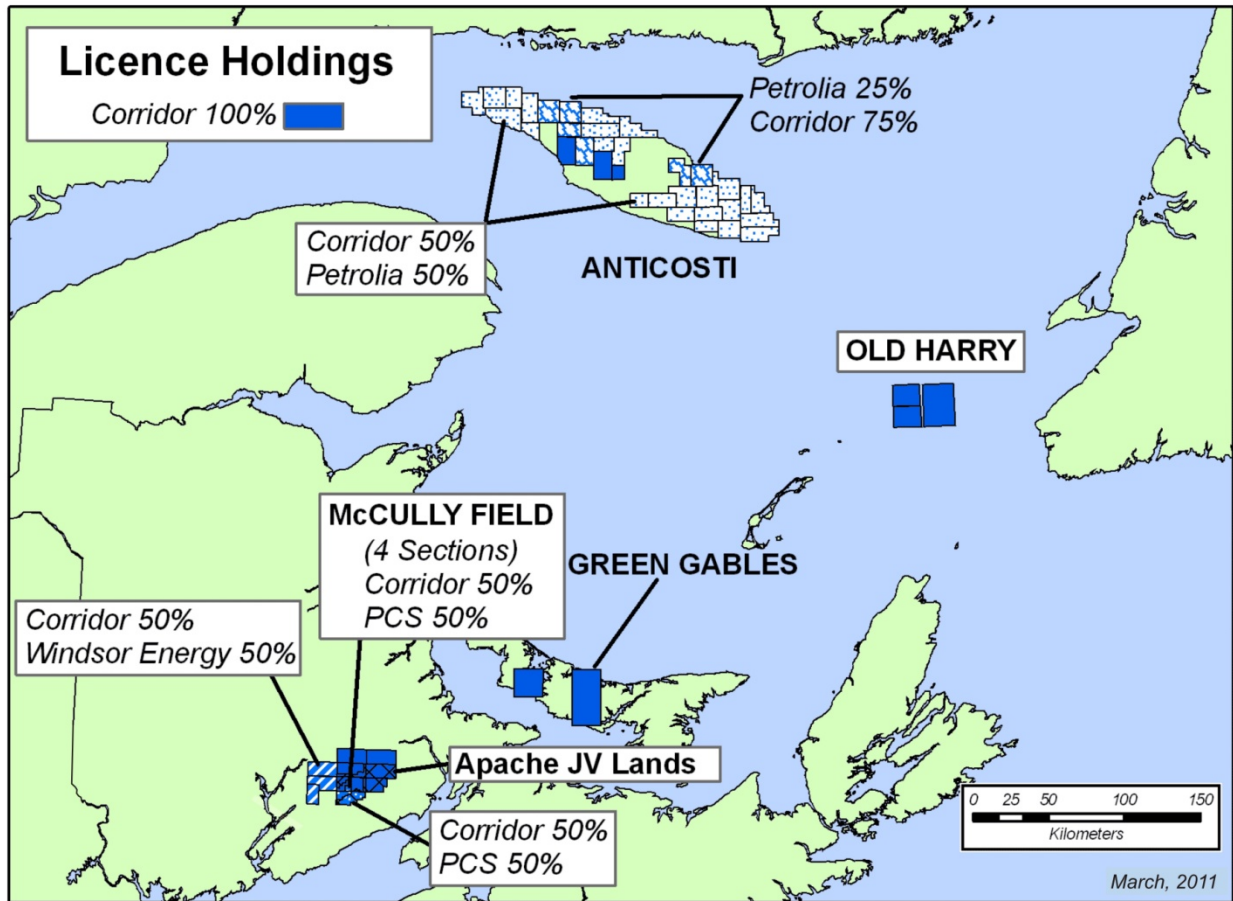 Licence Holdings
Corridor 100%
Petrolia 25%
Corridor 75%
Corridor 50%
Petrolia 50%
ANTICOSTI
OLD HARRY
McCULLY FIELD
(4 Sections)
Corridor 50%
PCS 50%
GREEN GABLES
Corridor 50%
Windsor Energy 50%
Apache JV Lands
Corridor 50%
PCS 50%
0 25 50 100 150
Kilometers
March, 2011